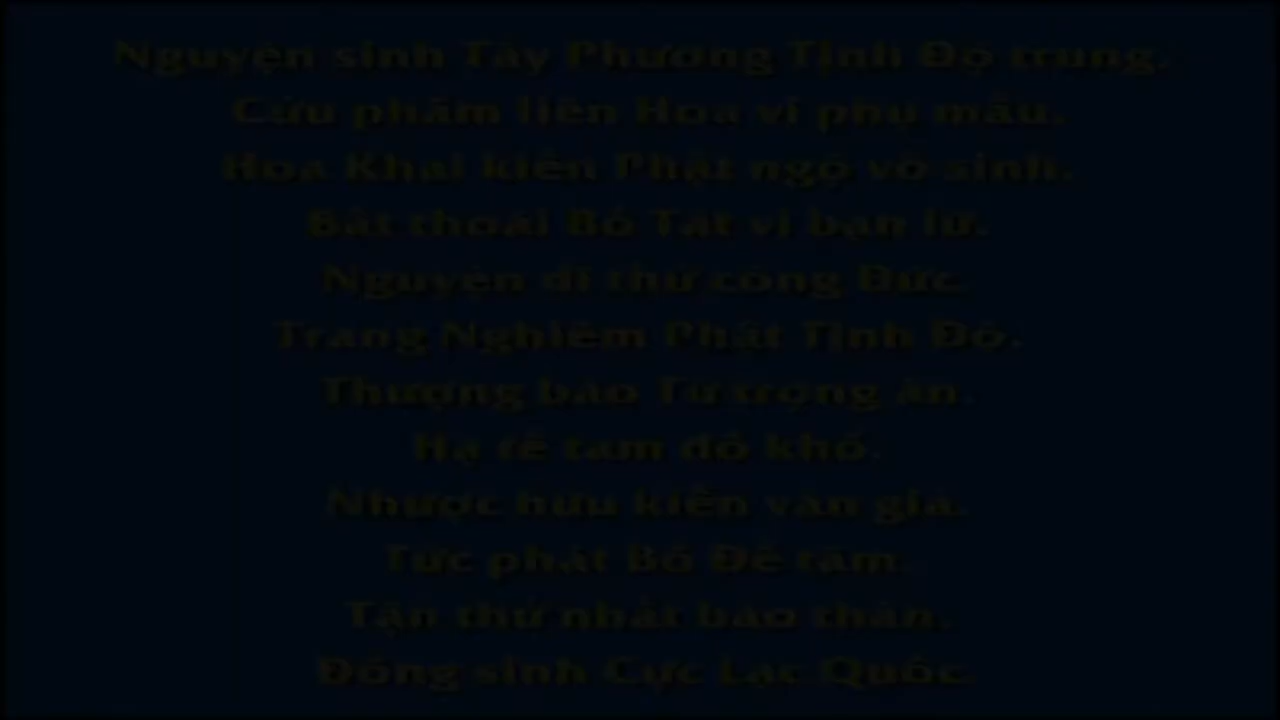 Nguyện sinh Tây Phương Tịnh Độ trung.
Cửu phẩm liên Hoa vi phụ mẫu.
Hoa Khai kiến Phật ngộ vô sinh.
Bất thoái Bồ Tát vi bạn lữ.
Nguyện dĩ thử công Đức.
Trang Nghiêm Phật Tịnh Độ.
Thượng báo Tứ trọng ân.
Hạ tế tam đồ khổ.
Nhược hữu kiến văn giả.
Tức phát Bồ Đề tâm.
Tận thử nhất báo thân.
Đồng sinh Cực Lạc Quốc.